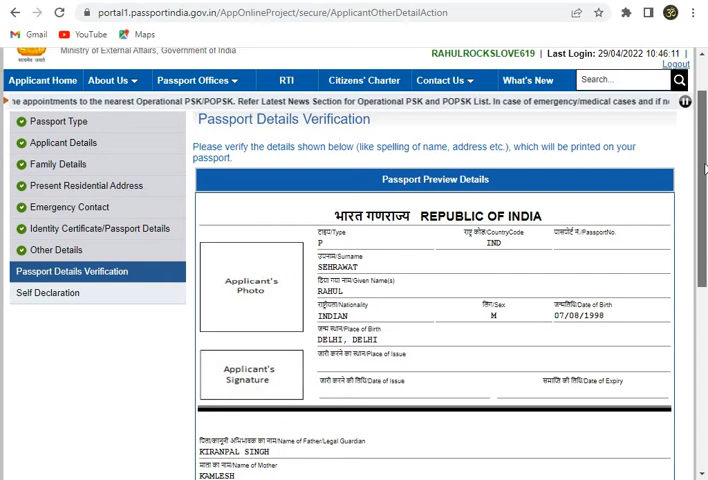 portal1.passportindia.gov.in/AppOnlineProject/secure/ApplicantOtherDetailAction
Gmail
YouTube
Maps
Ministry of External Affairs, Government of India
RAHULROCKSLOVE619 | Last Login: 29/04/2022 10:46:11 |
Logout
Applicant Home
About Us
Passport Offices
RTI
Citizens' Charter
Contact Us
What's New
Search...
ne appointments to the nearest Operational PSK/POPSK. Refer Latest News Section for Operational PSK and POPSK List. In case of emergency/medical cases and if n
Passport Type
Applicant Details
Family Details
Present Residential Address
Emergency Contact
Identity Certificate/Passport Details
Other Details
Passport Details Verification
Self Declaration
Passport Details Verification
Please verify the details shown below (like spelling of name, address etc.), which will be printed on your
passport.
Passport Preview Details
भारत गणराज्य REPUBLIC OF INDIA
टाइप/Type
राष्ट्र कोड/CountryCode
पासपोर्ट न./PassportNo.
P
IND
उपनाम/Surname
SEHRAWAT
दिया गया नाम/Given Name(s)
RAHUL
राष्ट्रीयता/Nationality
लिंग/Sex
जन्मतिथि/Date of Birth
INDIAN
M
07/08/1998
जन्म स्थान/Place of Birth
DELHI, DELHI
जारी करने का स्थान/Place of Issue
जारी करने की तिथि/Date of Issue
समाप्ति की तिथि/Date of Expiry
Applicant's
Photo
Applicant's
Signature
पिता/कानूनी अभिभावक का नाम/Name of Father/Legal Guardian
KIRANPAL SINGH
माता का नाम/Name of Mother
KAMLESH